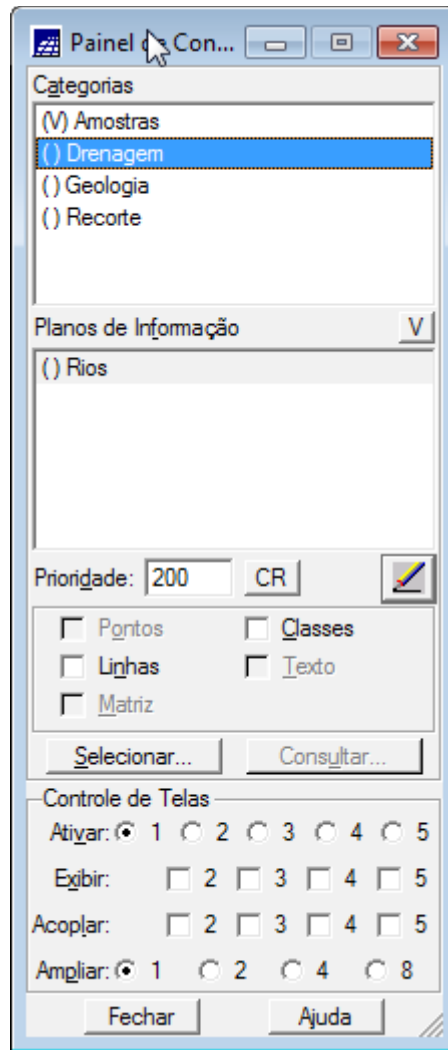 Painel de Con...
Categorias
(V) Amostras
( ) Drenagem
( ) Geologia
( ) Recorte
Planos de Informação V
( ) Rios
Prioridade: 200 CR
Pontos Classes
Linhas Texto
Matriz
Selecionar... Consultar...
Controle de Telas
Ativar: 1 2 3 4 5
Exibir: 2 3 4 5
Acoplar: 2 3 4 5
Ampliar: 1 2 4 8
Fechar Ajuda